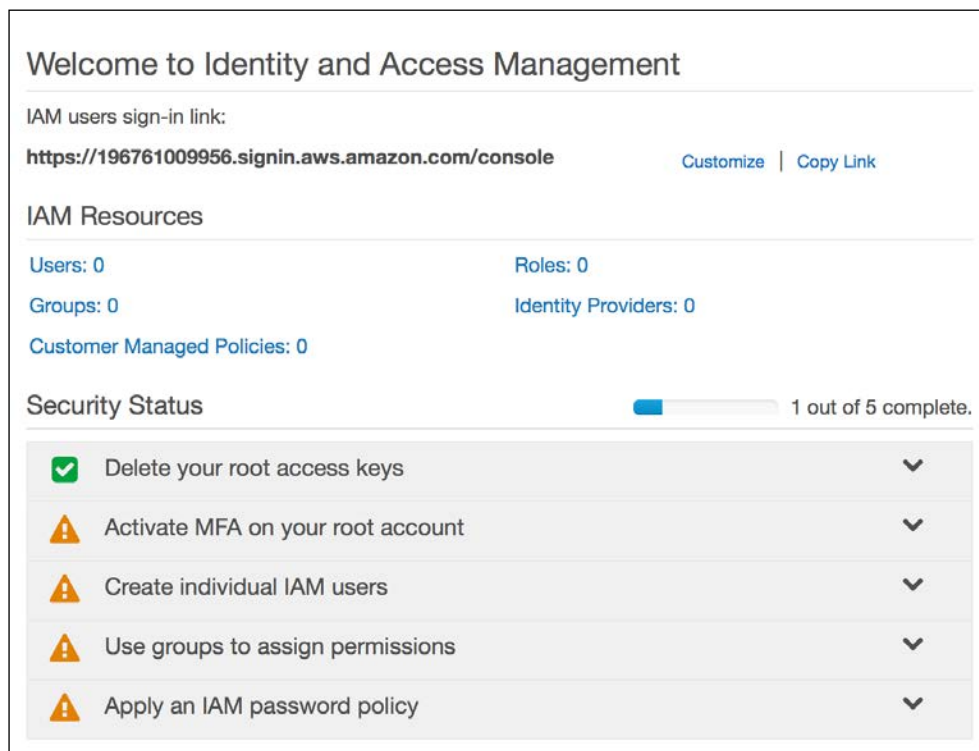 Welcome to Identity and Access Management
IAM users sign-in link:
https://196761009956.signin.aws.amazon.com/console Customize | Copy Link
IAM Resources
Users: 0 Roles: 0
Groups: 0 Identity Providers: 0
Customer Managed Policies: 0
Security Status 1 out of 5 complete.
Delete your root access keys
Activate MFA on your root account
Create individual IAM users
Use groups to assign permissions
Apply an IAM password policy